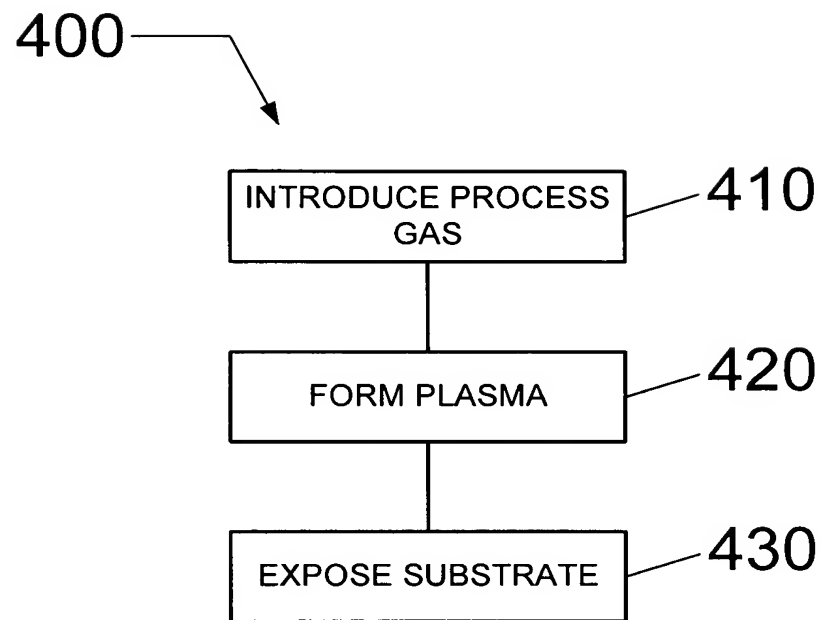 400
INTRODUCE PROCESS
GAS
410
FORM PLASMA
420
EXPOSE SUBSTRATE
430